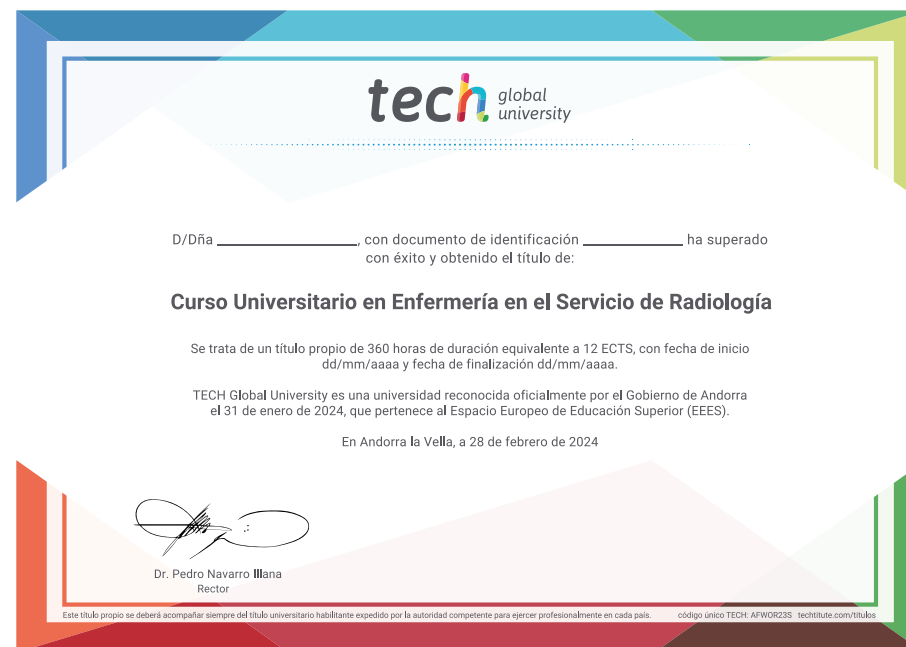 tech global university
D/Dña ____________________, con documento de identificación ______________ ha superado
con éxito y obtenido el título de:
Curso Universitario en Enfermería en el Servicio de Radiología
Se trata de un título propio de 360 horas de duración equivalente a 12 ECTS, con fecha de inicio
dd/mm/aaaa y fecha de finalización dd/mm/aaaa.
TECH Global University es una universidad reconocida oficialmente por el Gobierno de Andorra
el 31 de enero de 2024, que pertenece al Espacio Europeo de Educación Superior (EEES).
En Andorra la Vella, a 28 de febrero de 2024
Dr. Pedro Navarro Illana
Rector
Este título propio se deberá acompañar siempre del título universitario habilitante expedido por la autoridad competente para ejercer profesionalmente en cada país. código único TECH: AFWOR23S techtitute.com/titulos